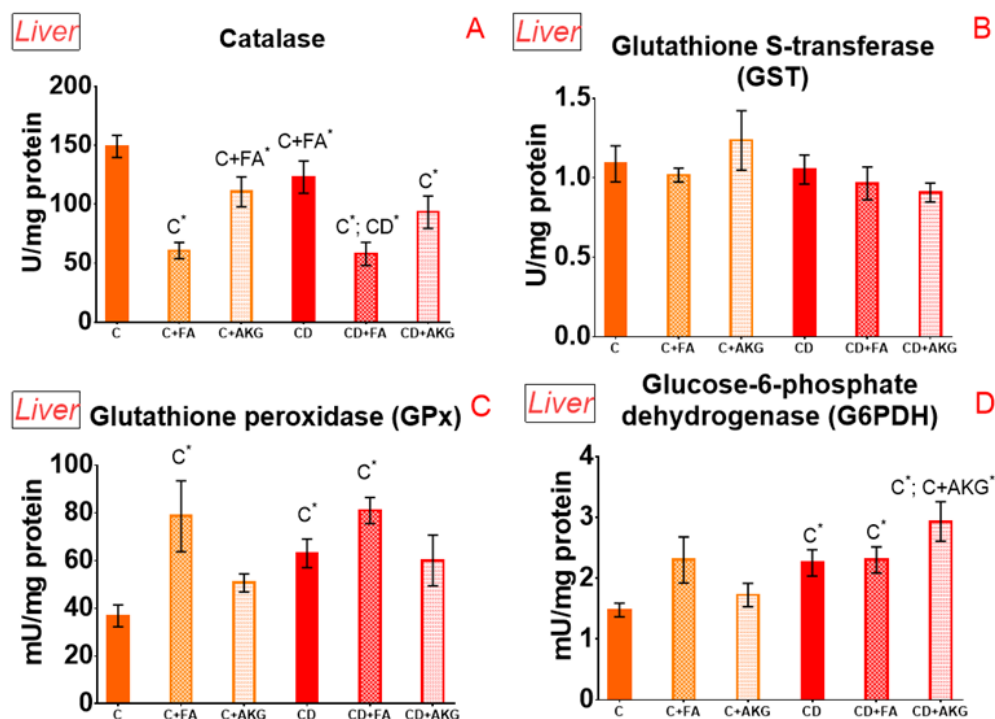 Liver
A
Catalase
U/mg protein
200
150
100
50
0
C*
C+FA*
C+FA*
C*; CD*
C*
C C+FA C+AKG CD CD+FA CD+AKG
Liver
B
Glutathione S-transferase
(GST)
U/mg protein
1.5
1.0
0.5
0.0
C C+FA C+AKG CD CD+FA CD+AKG
Liver
Glutathione peroxidase (GPx)
C
mU/mg protein
100
80
60
40
20
0
C*
C*
C*
C C+FA C+AKG CD CD+FA CD+AKG
Liver
Glucose-6-phosphate
dehydrogenase (G6PDH)
D
mU/mg protein
4
3
2
1
0
C*
C*
C*; C+AKG*
C C+FA C+AKG CD CD+FA CD+AKG